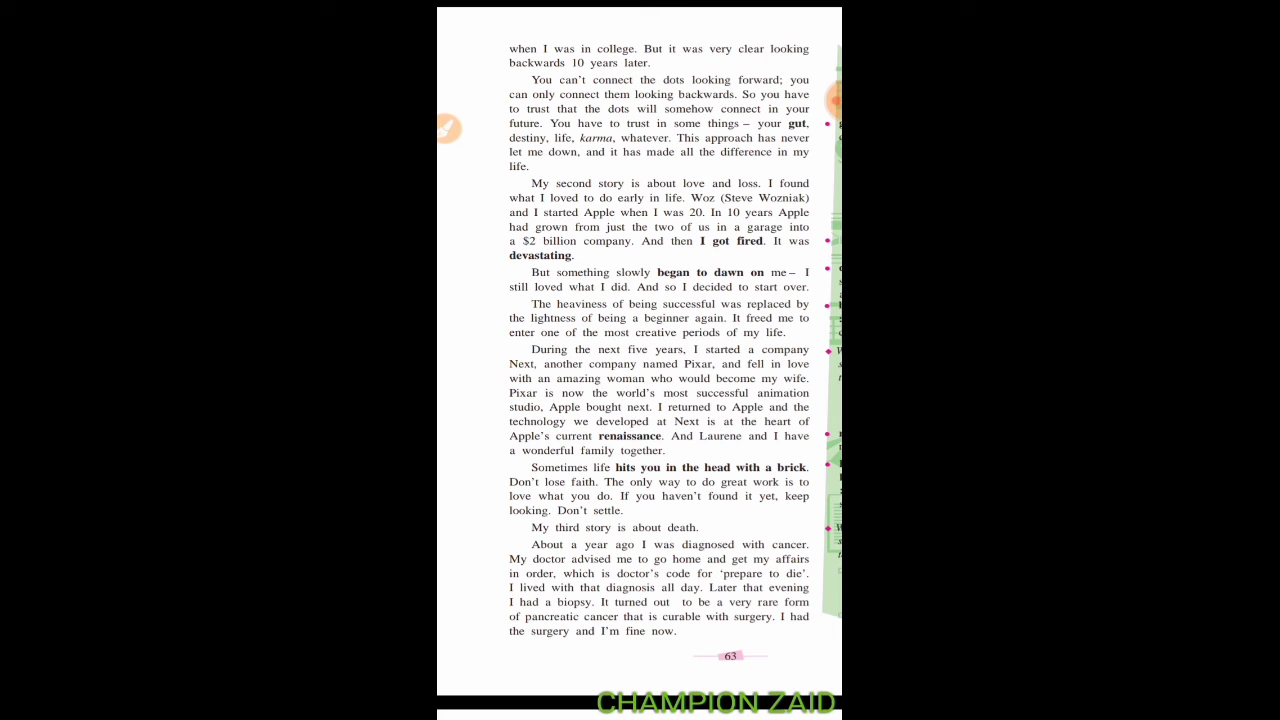 when I was in college. But it was very clear looking
backwards 10 years later.
You can't connect the dots looking forward; you
can only connect them looking backwards. So you have
to trust that the dots will somehow connect in your
future. You have to trust in some things – your gut,
destiny, life, karma, whatever. This approach has never
let me down, and it has made all the difference in my
life.
My second story is about love and loss. I found
what I loved to do early in life. Woz (Steve Wozniak)
and I started Apple when I was 20. In 10 years Apple
had grown from just the two of us in a garage into
a $2 billion company. And then I got fired. It was
devastating.
But something slowly began to dawn on me – I
still loved what I did. And so I decided to start over.
The heaviness of being successful was replaced by
the lightness of being a beginner again. It freed me to
enter one of the most creative periods of my life.
During the next five years, I started a company
Next, another company named Pixar, and fell in love
with an amazing woman who would become my wife.
Pixar is now the world's most successful animation
studio, Apple bought next. I returned to Apple and the
technology we developed at Next is at the heart of
Apple's current renaissance. And Laurene and I have
a wonderful family together.
Sometimes life hits you in the head with a brick.
Don't lose faith. The only way to do great work is to
love what you do. If you haven't found it yet, keep
looking. Don't settle.
My third story is about death.
About a year ago I was diagnosed with cancer.
My doctor advised me to go home and get my affairs
in order, which is doctor's code for 'prepare to die'.
I lived with that diagnosis all day. Later that evening
I had a biopsy. It turned out to be a very rare form
of pancreatic cancer that is curable with surgery. I had
the surgery and I'm fine now.
63
CHAMPION ZAID